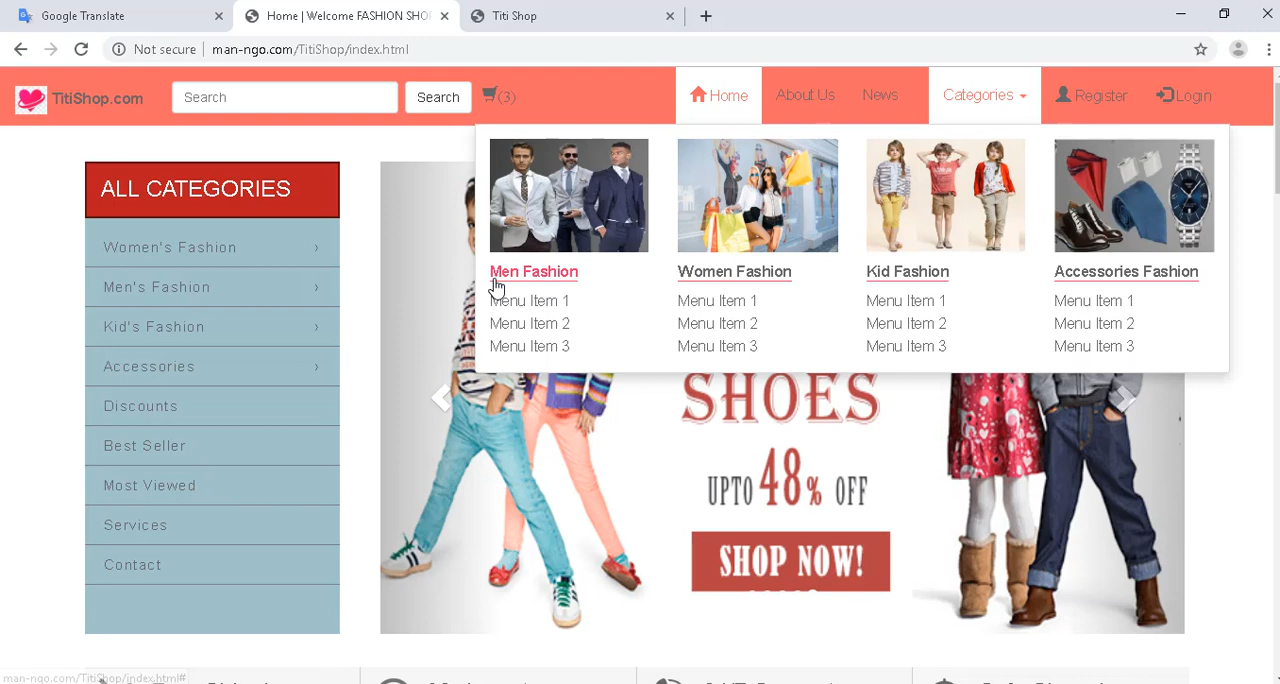 Google Translate
Home | Welcome FASHION SHO
Titi Shop
Not secure
man-ngo.com/TitiShop/index.html
TitiShop.com
Search
Search
(3)
Home
About Us
News
Categories
Register
Login
ALL CATEGORIES
Women's Fashion
Men's Fashion
Kid's Fashion
Accessories
Discounts
Best Seller
Most Viewed
Services
Contact
Men Fashion
Menu Item 1
Menu Item 2
Menu Item 3
Women Fashion
Menu Item 1
Menu Item 2
Menu Item 3
Kid Fashion
Menu Item 1
Menu Item 2
Menu Item 3
Accessories Fashion
Menu Item 1
Menu Item 2
Menu Item 3
SHOES
UPTO 48% OFF
SHOP NOW!
man-ngo.com/TitiShop/index.html#